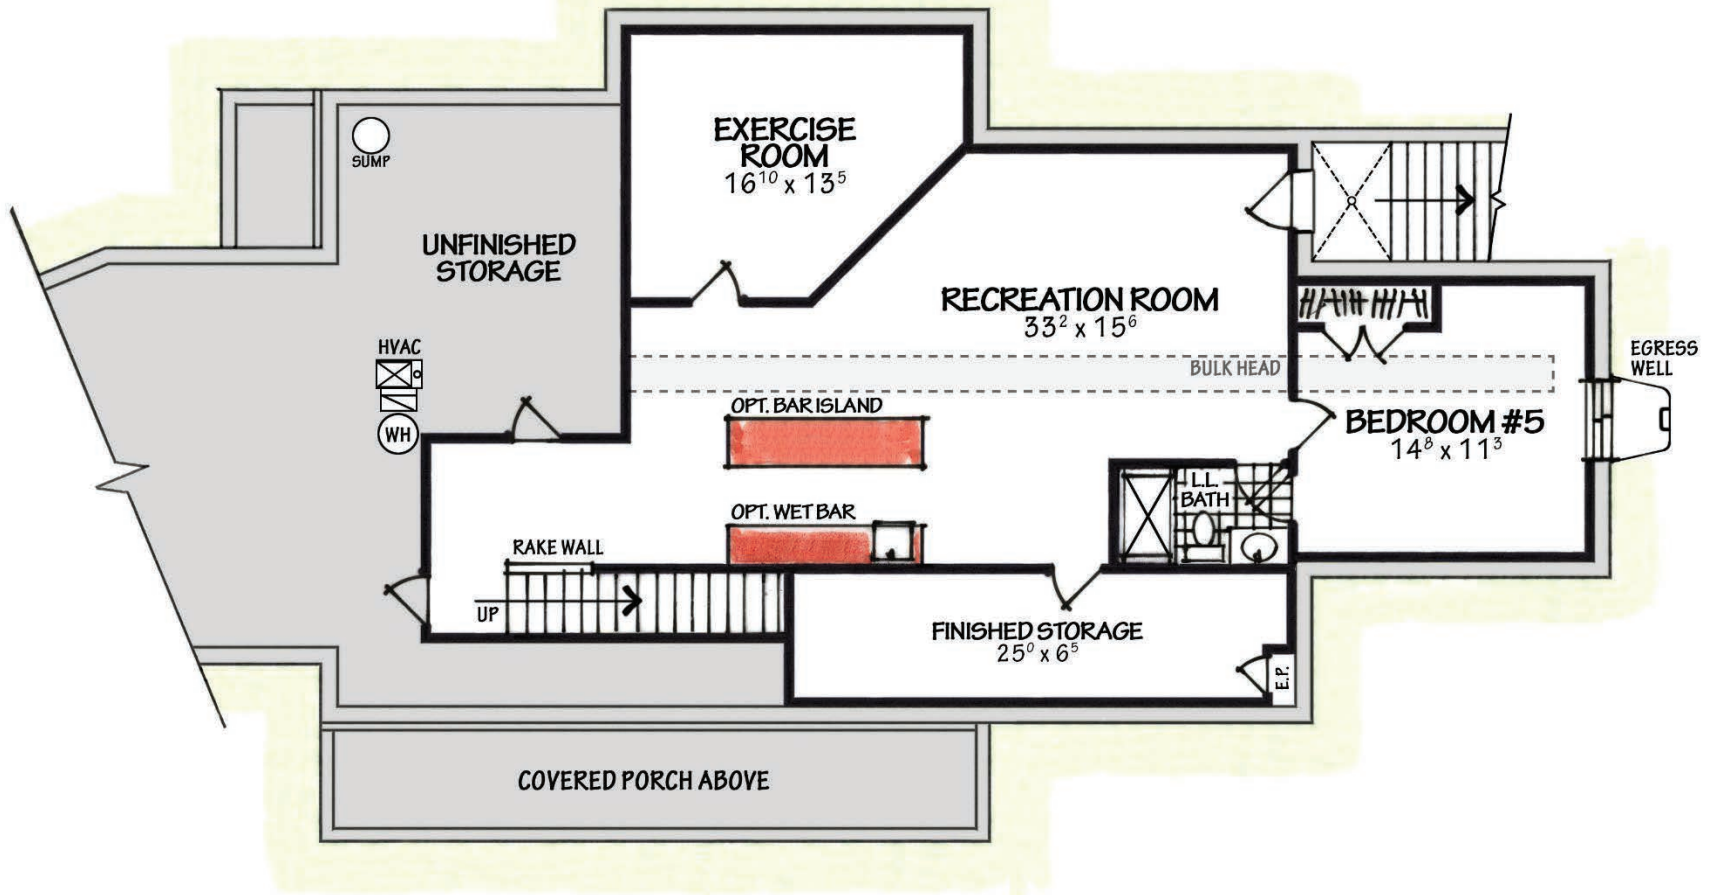 EXERCISE
ROOM
16¹⁰ x 13⁵
SUMP
UNFINISHED
STORAGE
RECREATION ROOM
33² x 15⁶
HVAC
WH
BULK HEAD
EGRESS
WELL
OPT. BAR ISLAND
BEDROOM #5
14⁸ x 11³
L.L.
BATH
OPT. WET BAR
RAKE WALL
UP
FINISHED STORAGE
25⁰ x 6⁵
E.P.
COVERED PORCH ABOVE